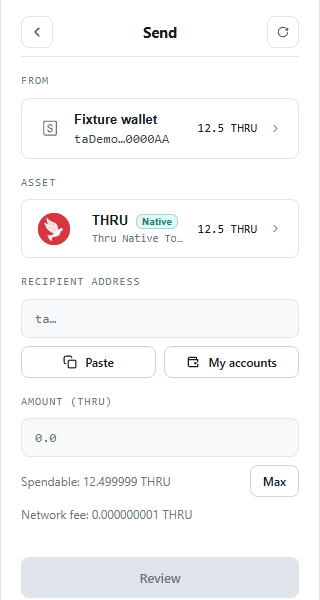 Send
FROM
S
Fixture wallet
12.5 THRU
taDemo…0000AA
ASSET
THRU Native
12.5 THRU
Thru Native To…
RECIPIENT ADDRESS
ta…
Paste
My accounts
AMOUNT (THRU)
0.0
Spendable: 12.499999 THRU
Max
Network fee: 0.000000001 THRU
Review